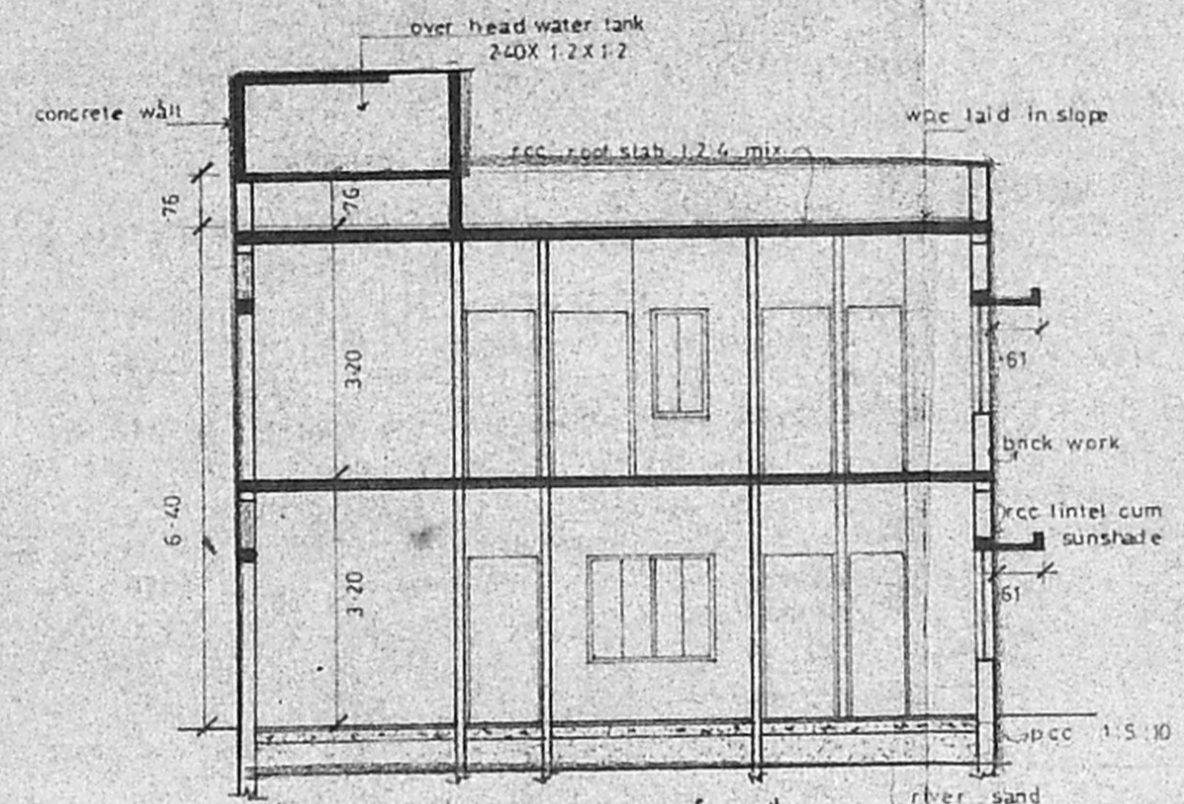 over head water tank
2·40X 1·2 X 1·2
concrete wall
wpc laid in slope
rcc roof slab 1:2:4 mix
76
·76
3·20
·61
brick work
6·40
rcc lintel cum
sunshade
3·20
·61
pcc 1:5:10
river sand